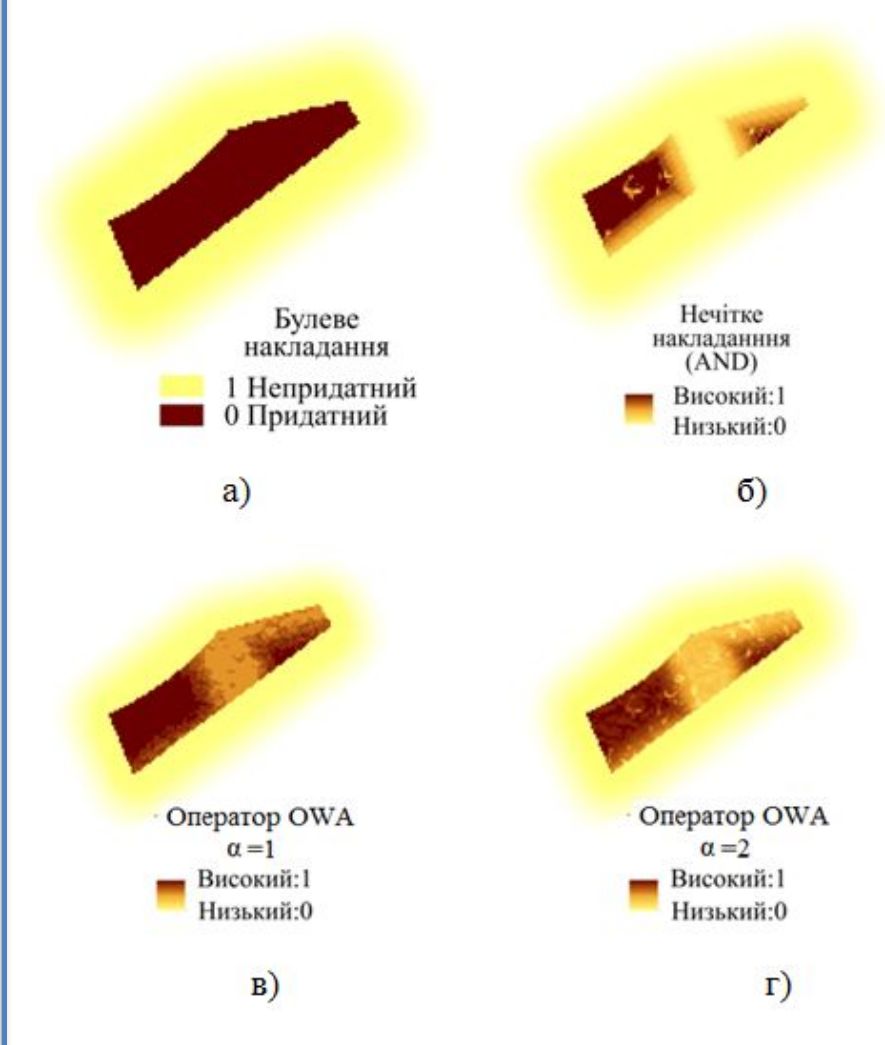 Булеве
накладання
1 Непридатний
0 Придатний
а)
Нечітке
накладанння
(AND)
Високий:1
Низький:0
б)
Оператор OWA
α =1
Високий:1
Низький:0
в)
Оператор OWA
α =2
Високий:1
Низький:0
г)